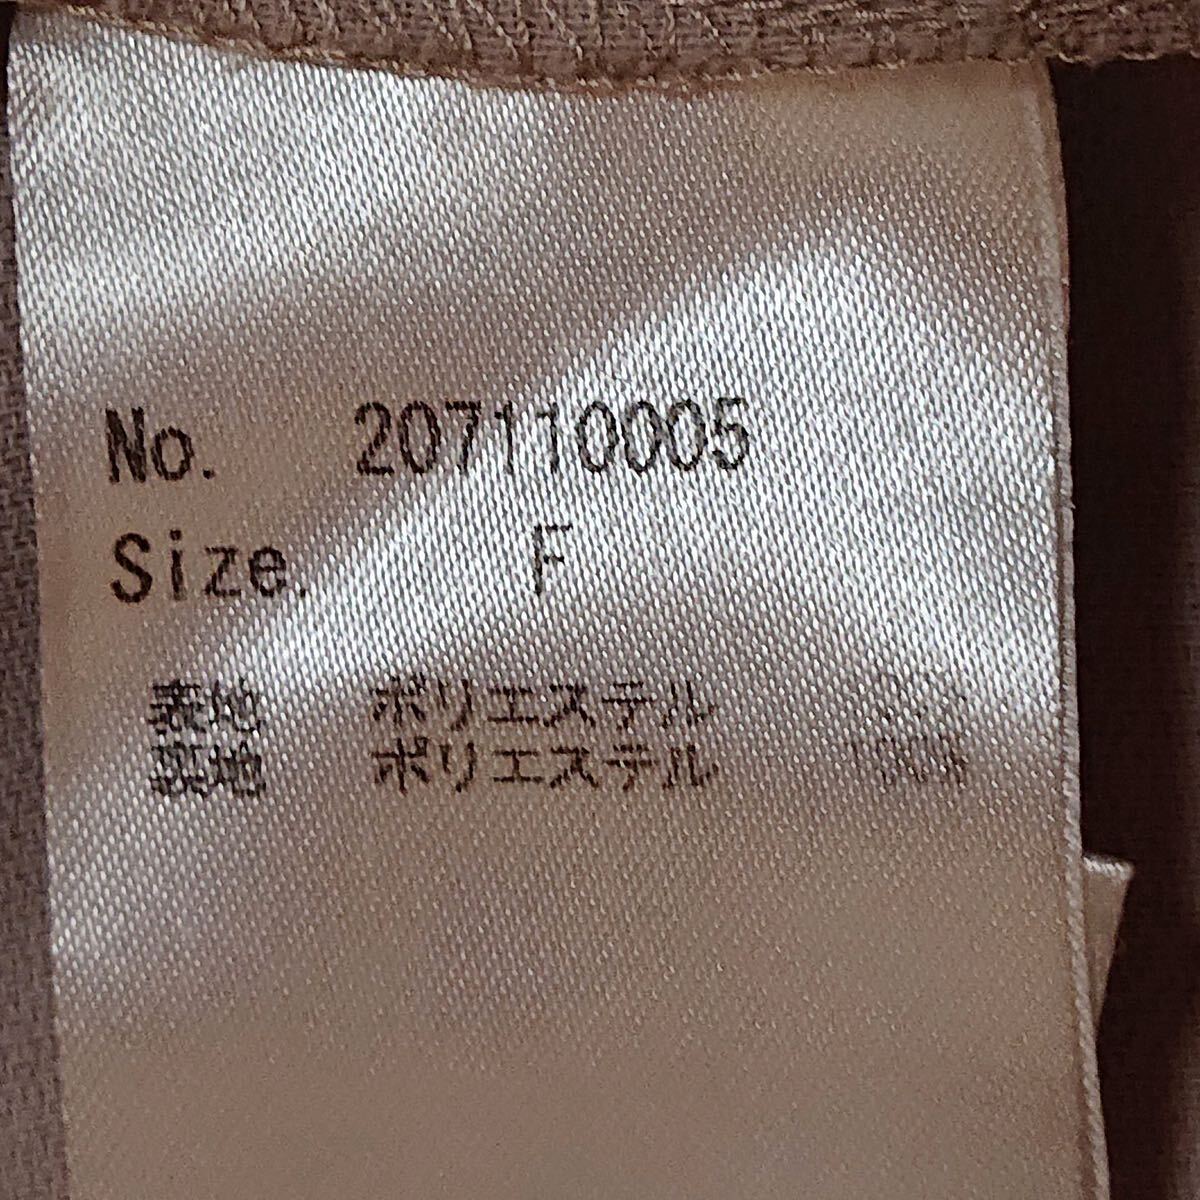 No. 207110005
Size. F
表地 ポリエステル
裏地 ポリエステル 100%